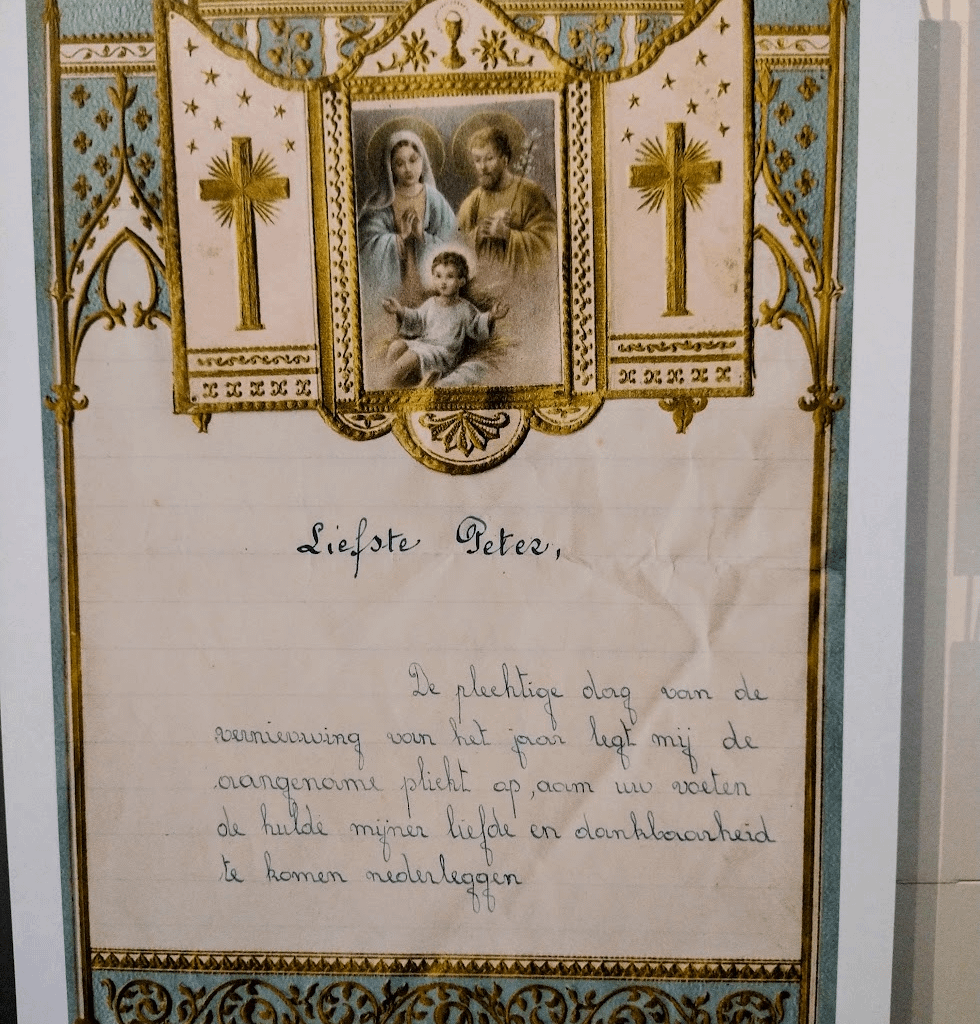 Liefste Peter,
De plechtige dag van de
vernieuwing van het jaar legt mij de
aangename plicht op, aam uw voeten
de hulde mijner liefde en dankbaarheid
te komen nederleggen